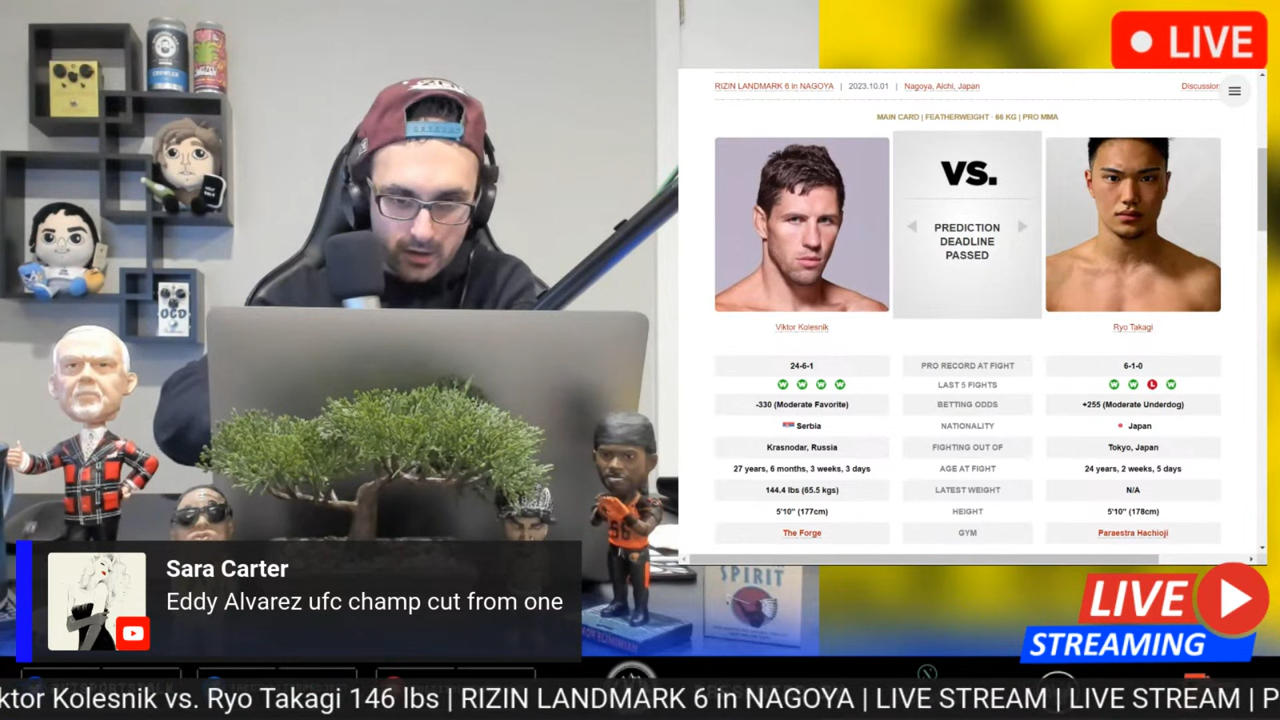 LIVE
RIZIN LANDMARK 6 in NAGOYA | 2023.10.01 | Nagoya, Aichi, Japan
Discussion
MAIN CARD | FEATHERWEIGHT · 66 KG | PRO MMA
VS.
PREDICTION
DEADLINE
PASSED
Viktor Kolesnik Ryo Takagi
24-6-1 PRO RECORD AT FIGHT 6-1-0
W W W W LAST 5 FIGHTS W W L W
-330 (Moderate Favorite) BETTING ODDS +255 (Moderate Underdog)
Serbia NATIONALITY Japan
Krasnodar, Russia FIGHTING OUT OF Tokyo, Japan
27 years, 6 months, 3 weeks, 3 days AGE AT FIGHT 24 years, 2 weeks, 5 days
144.4 lbs (65.5 kgs) LATEST WEIGHT N/A
5'10" (177cm) HEIGHT 5'10" (178cm)
The Forge GYM Paraestra Hachioji
CROWLER
OCD
56
SPIRIT
Sara Carter
Eddy Alvarez ufc champ cut from one
LIVE
STREAMING
ktor Kolesnik vs. Ryo Takagi 146 lbs | RIZIN LANDMARK 6 in NAGOYA | LIVE STREAM | LIVE STREAM | P